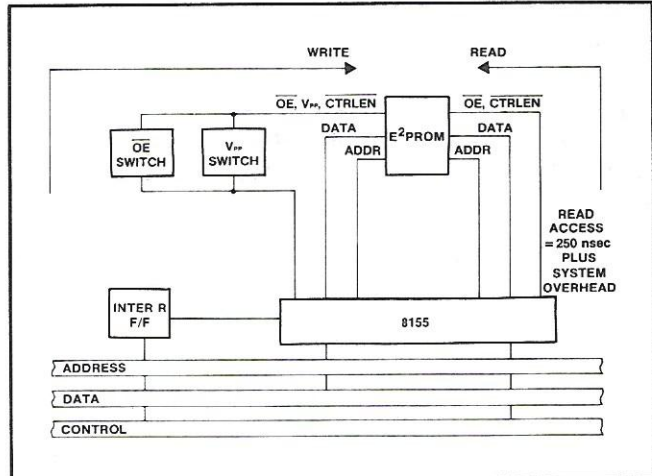 WRITE
READ
OE, VPP, CTRLEN
OE, CTRLEN
DATA
E²PROM
DATA
ADDR
ADDR
OE
SWITCH
VPP
SWITCH
READ
ACCESS
= 250 nsec
PLUS
SYSTEM
OVERHEAD
INTER R
F/F
8155
ADDRESS
DATA
CONTROL